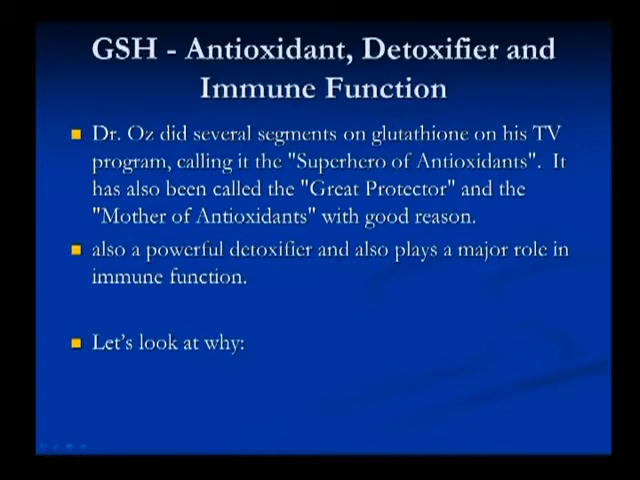 GSH - Antioxidant, Detoxifier and
Immune Function
Dr. Oz did several segments on glutathione on his TV
program, calling it the "Superhero of Antioxidants". It
has also been called the "Great Protector" and the
"Mother of Antioxidants" with good reason.
also a powerful detoxifier and also plays a major role in
immune function.
Let's look at why: